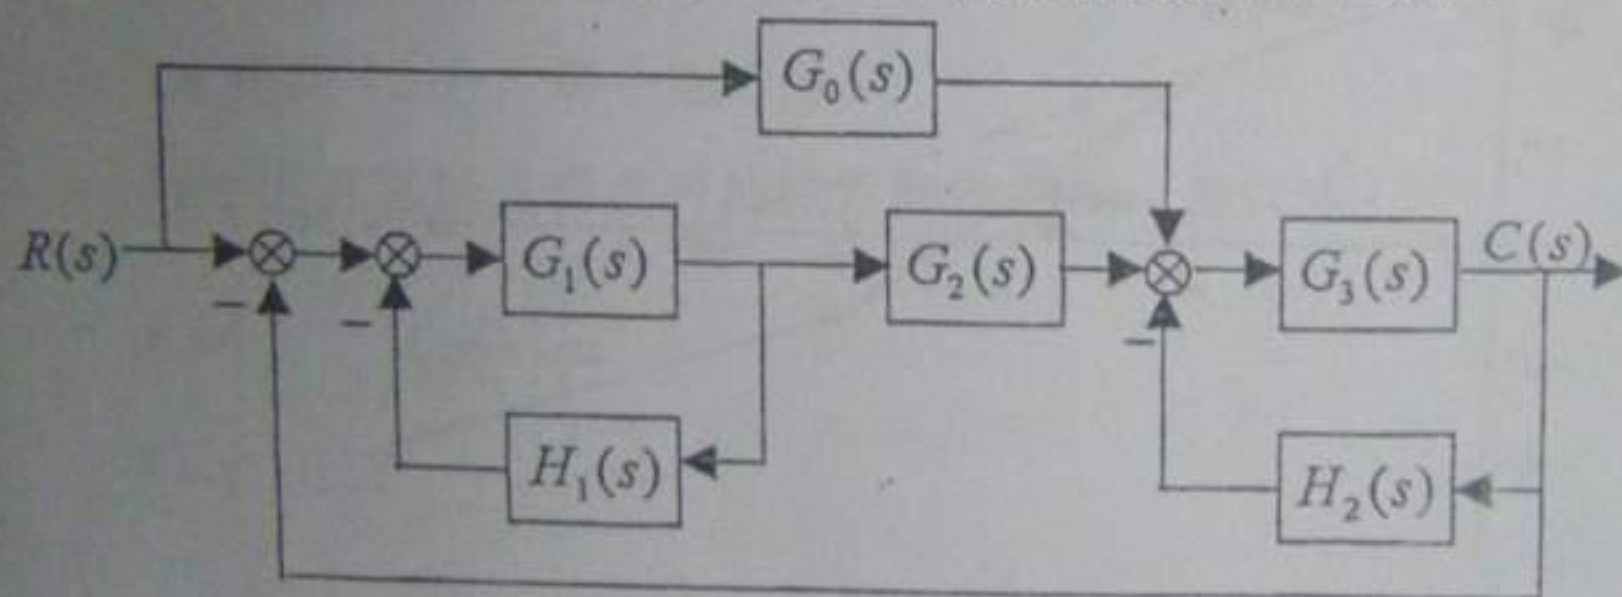 G₀(s)
R(s) G₁(s) G₂(s) G₃(s) C(s)
− − −
H₁(s) H₂(s)